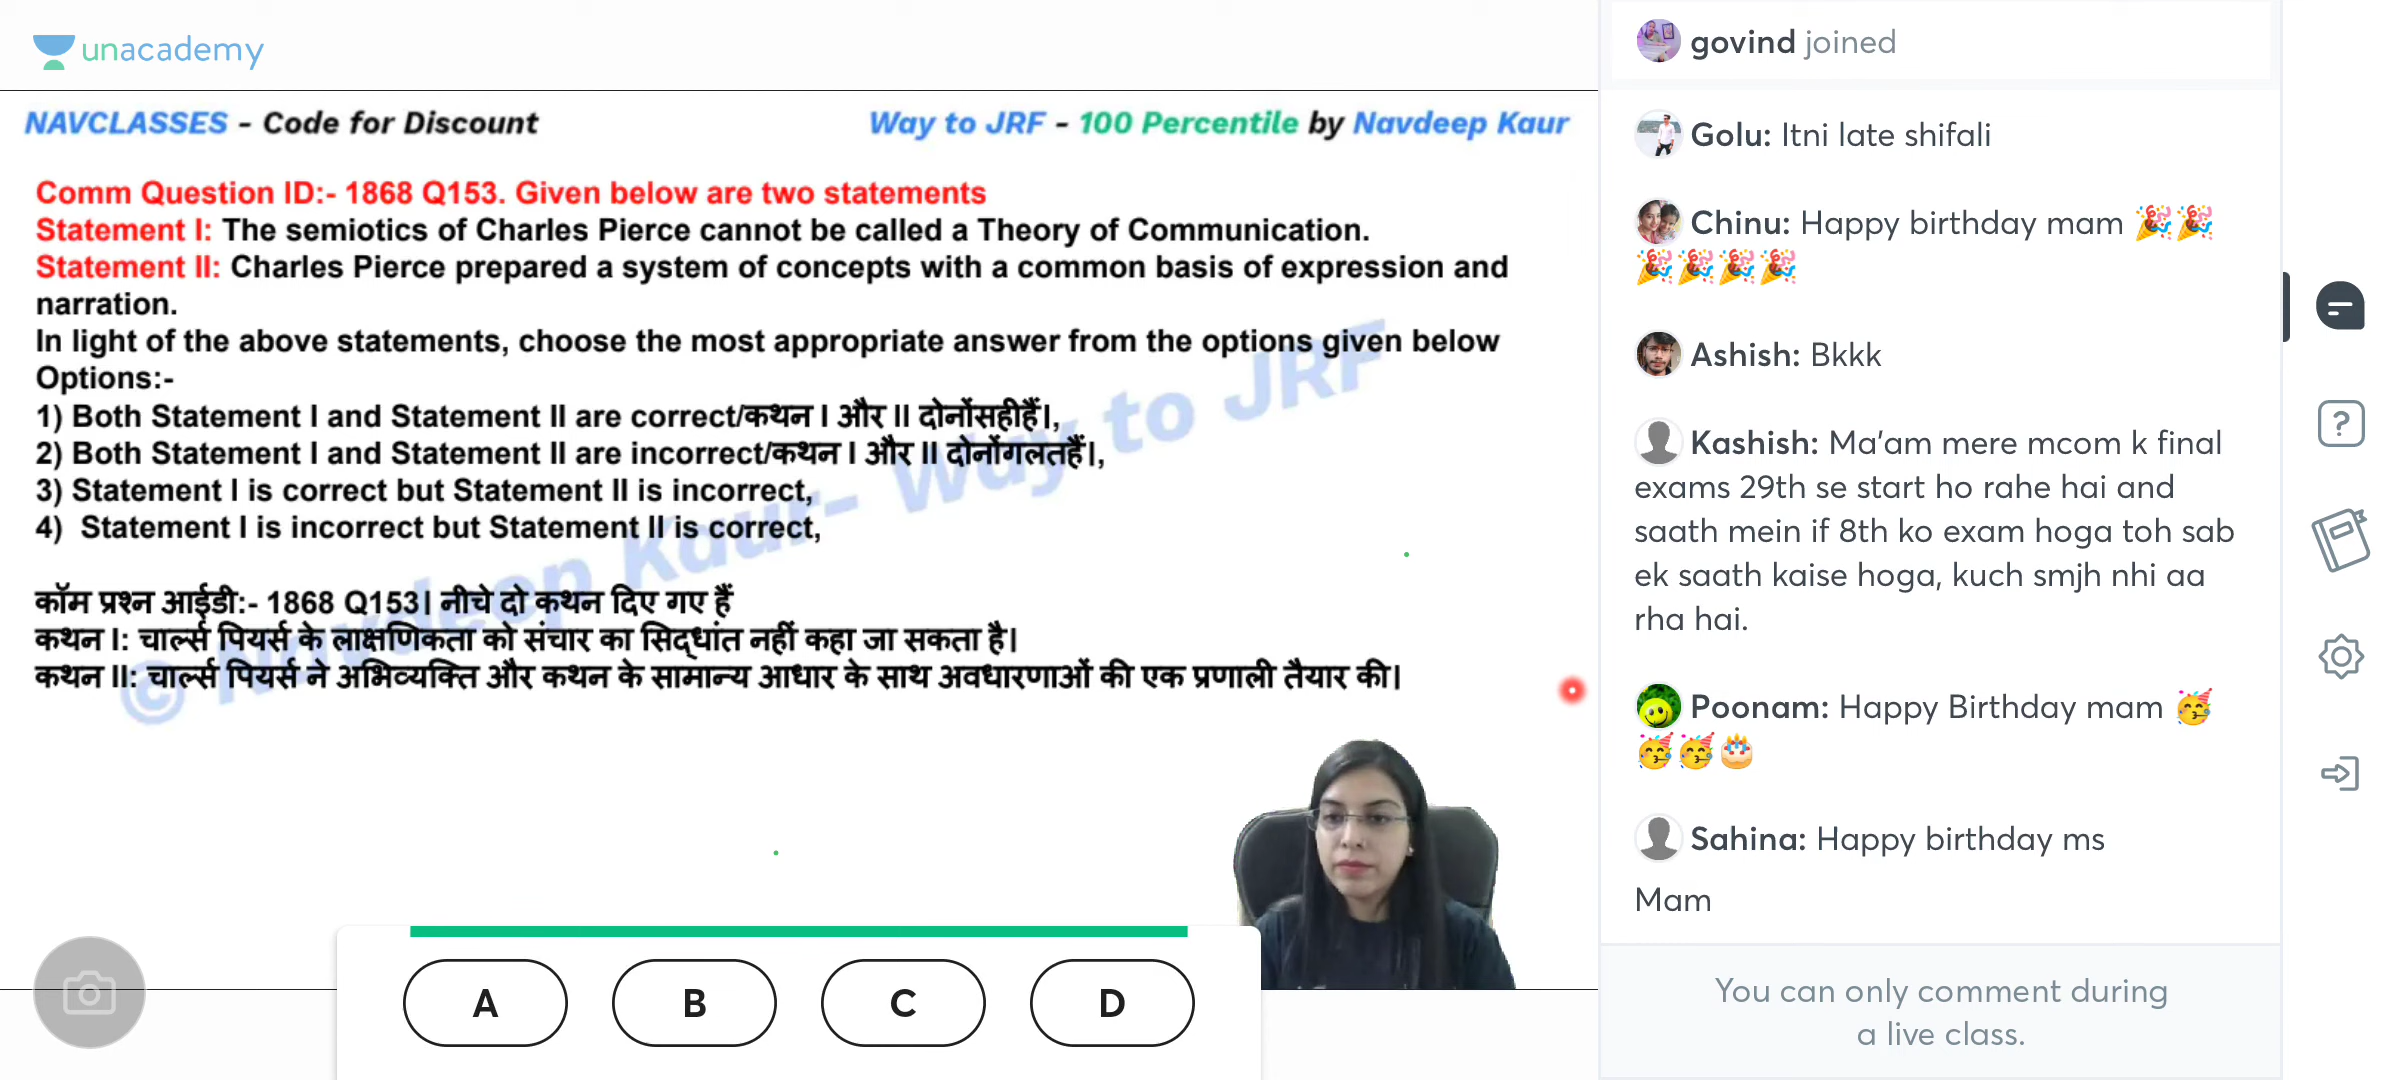 unacademy
NAVCLASSES - Code for Discount
Way to JRF - 100 Percentile by Navdeep Kaur
Comm Question ID:- 1868 Q153. Given below are two statements
Statement I: The semiotics of Charles Pierce cannot be called a Theory of Communication.
Statement II: Charles Pierce prepared a system of concepts with a common basis of expression and
narration.
In light of the above statements, choose the most appropriate answer from the options given below
Options:-
1) Both Statement I and Statement II are correct/कथन I और II दोनोंसहीहैं।,
2) Both Statement I and Statement II are incorrect/कथन I और II दोनोंगलतहैं।,
3) Statement I is correct but Statement II is incorrect,
4) Statement I is incorrect but Statement II is correct,
कॉम प्रश्न आईडी:- 1868 Q153| नीचे दो कथन दिए गए हैं
कथन I: चार्ल्स पियर्स के लाक्षणिकता को संचार का सिद्धांत नहीं कहा जा सकता है।
कथन II: चार्ल्स पियर्स ने अभिव्यक्ति और कथन के सामान्य आधार के साथ अवधारणाओं की एक प्रणाली तैयार की।
© Navdeep Kaur- Way to JRF
A
B
C
D
govind joined
Golu: Itni late shifali
Chinu: Happy birthday mam 🎉🎉
🎉🎉🎉🎉
Ashish: Bkkk
Kashish: Ma'am mere mcom k final
exams 29th se start ho rahe hai and
saath mein if 8th ko exam hoga toh sab
ek saath kaise hoga, kuch smjh nhi aa
rha hai.
Poonam: Happy Birthday mam 🥳
🥳🥳🎂
Sahina: Happy birthday ms
Mam
You can only comment during
a live class.
?